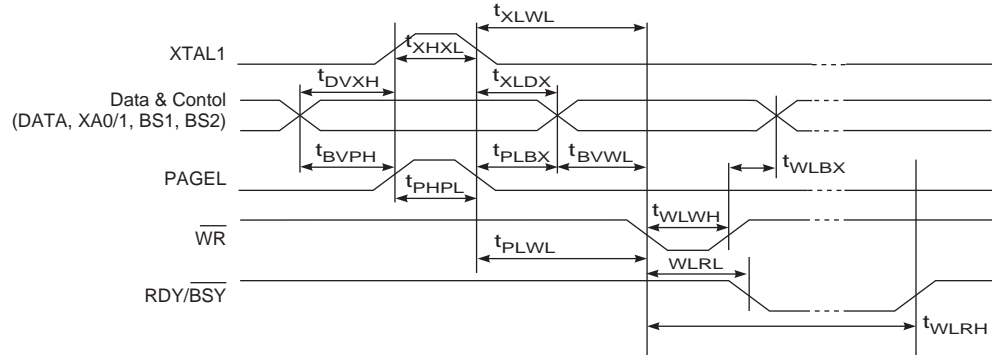 tXLWL
XTAL1
tXHXL
tDVXH
tXLDX
Data & Contol
(DATA, XA0/1, BS1, BS2)
tBVPH
tPLBX
tBVWL
tWLBX
PAGEL
tPHPL
tWLWH
WR
tPLWL
WLRL
RDY/BSY
tWLRH